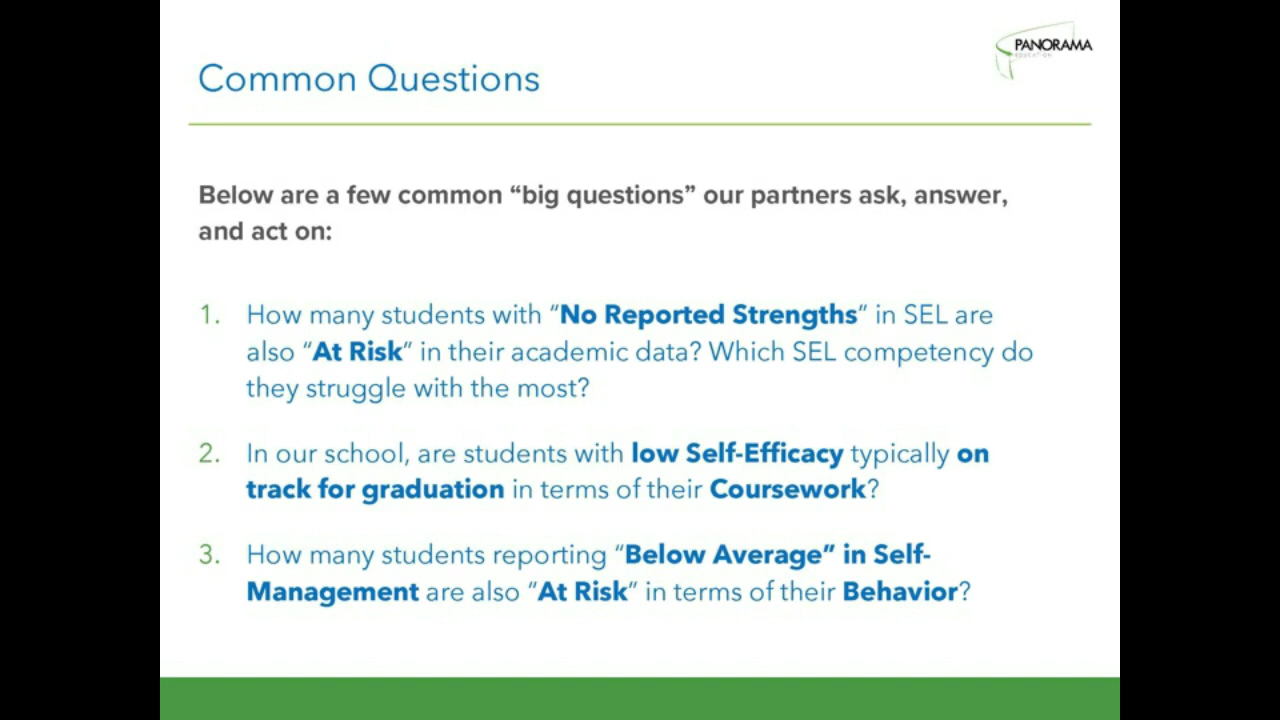 PANORAMA
EDUCATION
Common Questions
Below are a few common “big questions” our partners ask, answer,
and act on:
1. How many students with “No Reported Strengths” in SEL are
also “At Risk” in their academic data? Which SEL competency do
they struggle with the most?
2. In our school, are students with low Self-Efficacy typically on
track for graduation in terms of their Coursework?
3. How many students reporting “Below Average” in Self-
Management are also “At Risk” in terms of their Behavior?